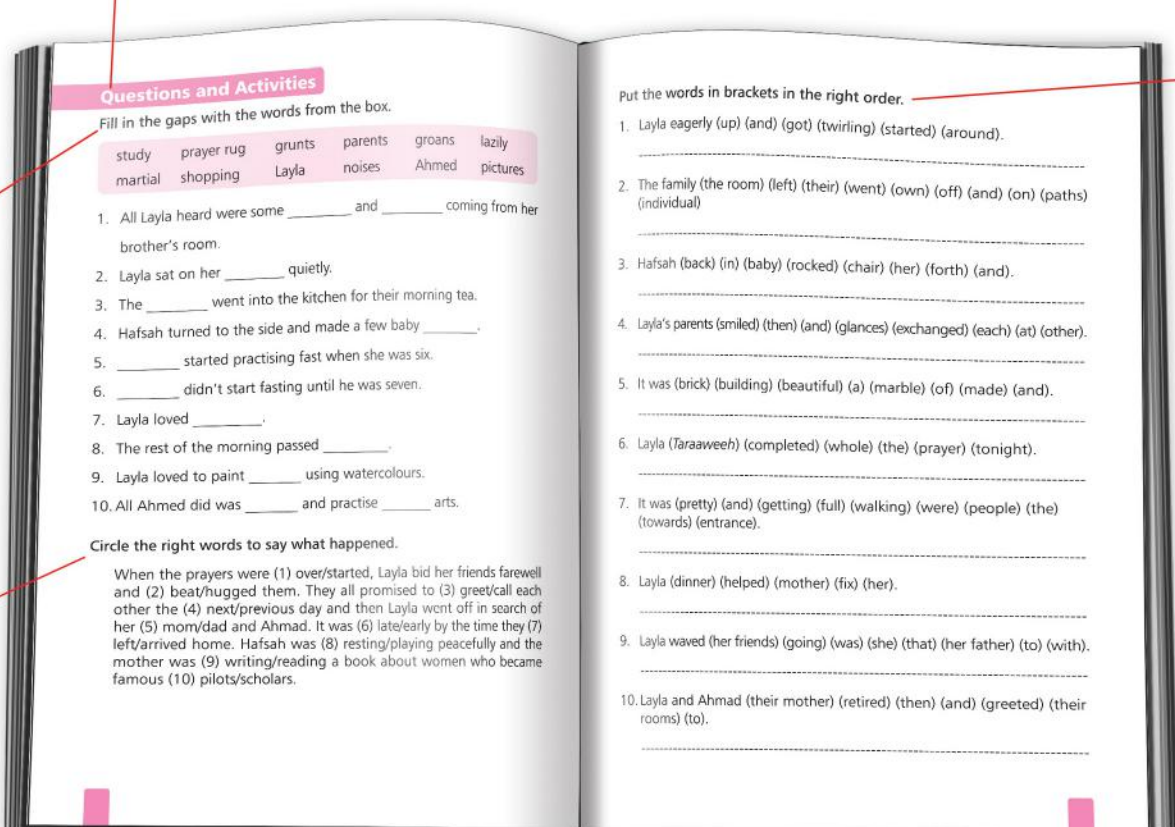 Questions and Activities
Fill in the gaps with the words from the box.
study prayer rug grunts parents groans lazily
martial shopping Layla noises Ahmed pictures
1. All Layla heard were some ________ and ________ coming from her
brother's room.
2. Layla sat on her ________ quietly.
3. The ________ went into the kitchen for their morning tea.
4. Hafsah turned to the side and made a few baby ________.
5. ________ started practising fast when she was six.
6. ________ didn't start fasting until he was seven.
7. Layla loved ________.
8. The rest of the morning passed ________.
9. Layla loved to paint ________ using watercolours.
10. All Ahmed did was ________ and practise ________ arts.
Circle the right words to say what happened.
When the prayers were (1) over/started, Layla bid her friends farewell
and (2) beat/hugged them. They all promised to (3) greet/call each
other the (4) next/previous day and then Layla went off in search of
her (5) mom/dad and Ahmad. It was (6) late/early by the time they (7)
left/arrived home. Hafsah was (8) resting/playing peacefully and the
mother was (9) writing/reading a book about women who became
famous (10) pilots/scholars.
Put the words in brackets in the right order.
1. Layla eagerly (up) (and) (got) (twirling) (started) (around).
2. The family (the room) (left) (their) (went) (own) (off) (and) (on) (paths)
(individual)
3. Hafsah (back) (in) (baby) (rocked) (chair) (her) (forth) (and).
4. Layla's parents (smiled) (then) (and) (glances) (exchanged) (each) (at) (other).
5. It was (brick) (building) (beautiful) (a) (marble) (of) (made) (and).
6. Layla (Taraaweeh) (completed) (whole) (the) (prayer) (tonight).
7. It was (pretty) (and) (getting) (full) (walking) (were) (people) (the)
(towards) (entrance).
8. Layla (dinner) (helped) (mother) (fix) (her).
9. Layla waved (her friends) (going) (was) (she) (that) (her father) (to) (with).
10. Layla and Ahmad (their mother) (retired) (then) (and) (greeted) (their
rooms) (to).